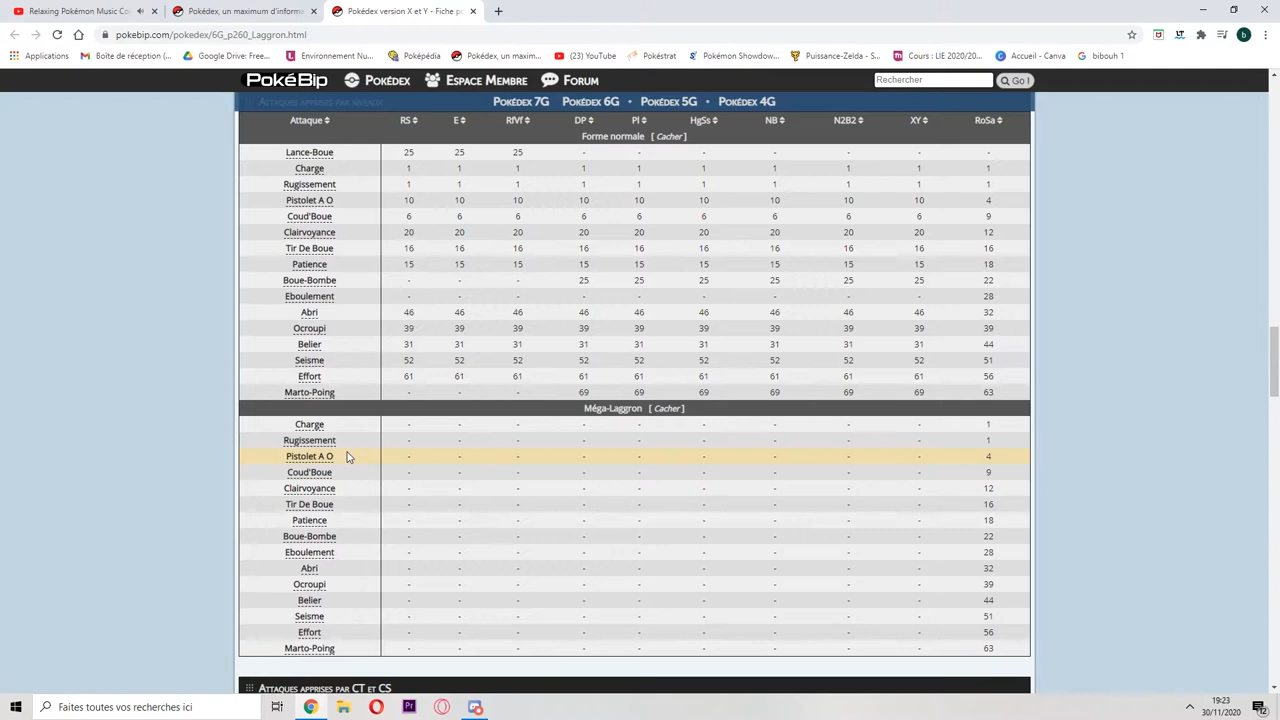 Relaxing Pokémon Music Co
Pokédex, un maximum d'informa
Pokédex version X et Y - Fiche p
pokebip.com/pokedex/6G_p260_Laggron.html
b
Applications
Boîte de réception (...
Google Drive: Free...
Environnement Nu...
Poképédia
Pokédex, un maxim...
(23) YouTube
Pokéstrat
Pokémon Showdow...
Puissance-Zelda - S...
Cours : LIE 2020/20...
Accueil - Canva
bibouh 1
PokéBip
Pokédex
Espace Membre
Forum
Rechercher
Go !
Attaques apprises par niveaux
Pokédex 7G Pokédex 6G • Pokédex 5G • Pokédex 4G
Attaque RS E RfVf DP Pl HgSs NB N2B2 XY RoSa
Forme normale [ Cacher ]
Lance-Boue 25 25 25 - - - - - - -
Charge 1 1 1 1 1 1 1 1 1 1
Rugissement 1 1 1 1 1 1 1 1 1 1
Pistolet A O 10 10 10 10 10 10 10 10 10 4
Coud'Boue 6 6 6 6 6 6 6 6 6 9
Clairvoyance 20 20 20 20 20 20 20 20 20 12
Tir De Boue 16 16 16 16 16 16 16 16 16 16
Patience 15 15 15 15 15 15 15 15 15 18
Boue-Bombe - - - 25 25 25 25 25 25 22
Eboulement - - - - - - - - - 28
Abri 46 46 46 46 46 46 46 46 46 32
Ocroupi 39 39 39 39 39 39 39 39 39 39
Belier 31 31 31 31 31 31 31 31 31 44
Seisme 52 52 52 52 52 52 52 52 52 51
Effort 61 61 61 61 61 61 61 61 61 56
Marto-Poing - - - 69 69 69 69 69 69 63
Méga-Laggron [ Cacher ]
Charge - - - - - - - - - 1
Rugissement - - - - - - - - - 1
Pistolet A O - - - - - - - - - 4
Coud'Boue - - - - - - - - - 9
Clairvoyance - - - - - - - - - 12
Tir De Boue - - - - - - - - - 16
Patience - - - - - - - - - 18
Boue-Bombe - - - - - - - - - 22
Eboulement - - - - - - - - - 28
Abri - - - - - - - - - 32
Ocroupi - - - - - - - - - 39
Belier - - - - - - - - - 44
Seisme - - - - - - - - - 51
Effort - - - - - - - - - 56
Marto-Poing - - - - - - - - - 63
Attaques apprises par CT et CS
Faites toutes vos recherches ici
Pr
19:23
30/11/2020
12